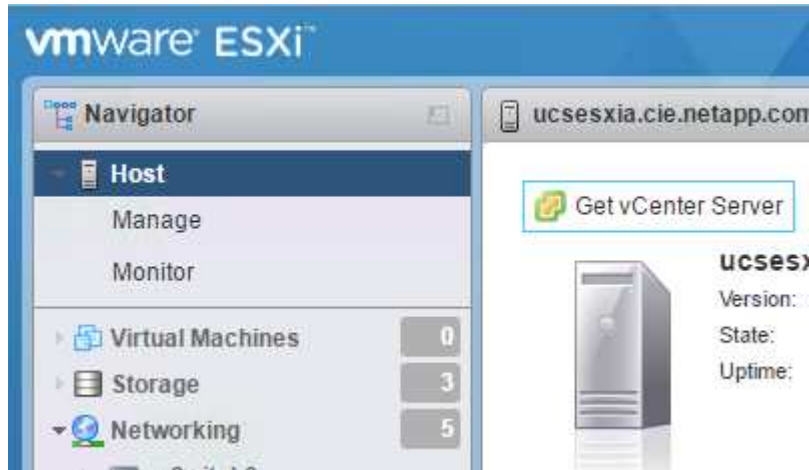 vmware ESXi™
Navigator
Host
Manage
Monitor
Virtual Machines 0
Storage 3
Networking 5
ucsesxia.cie.netapp.com
Get vCenter Server
Version:
State:
Uptime: